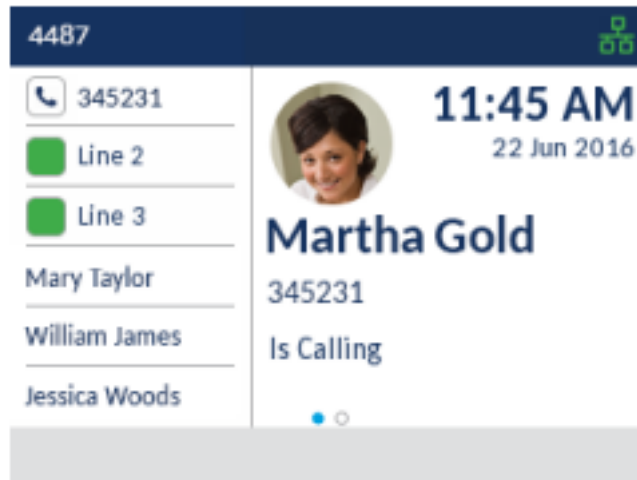 4487
345231
Line 2
Line 3
Mary Taylor
William James
Jessica Woods
11:45 AM
22 Jun 2016
Martha Gold
345231
Is Calling